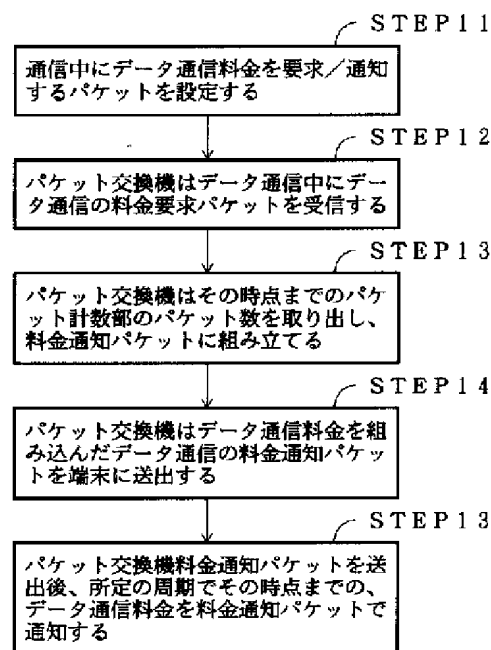 STEP11
通信中にデータ通信料金を要求／通知
するパケットを設定する
STEP12
パケット交換機はデータ通信中にデー
タ通信の料金要求パケットを受信する
STEP13
パケット交換機はその時点までのパケ
ット計数部のパケット数を取り出し、
料金通知パケットに組み立てる
STEP14
パケット交換機はデータ通信料金を組
み込んだデータ通信の料金通知パケッ
トを端末に送出する
STEP13
パケット交換機料金通知パケットを送
出後、所定の周期でその時点までの、
データ通信料金を料金通知パケットで
通知する